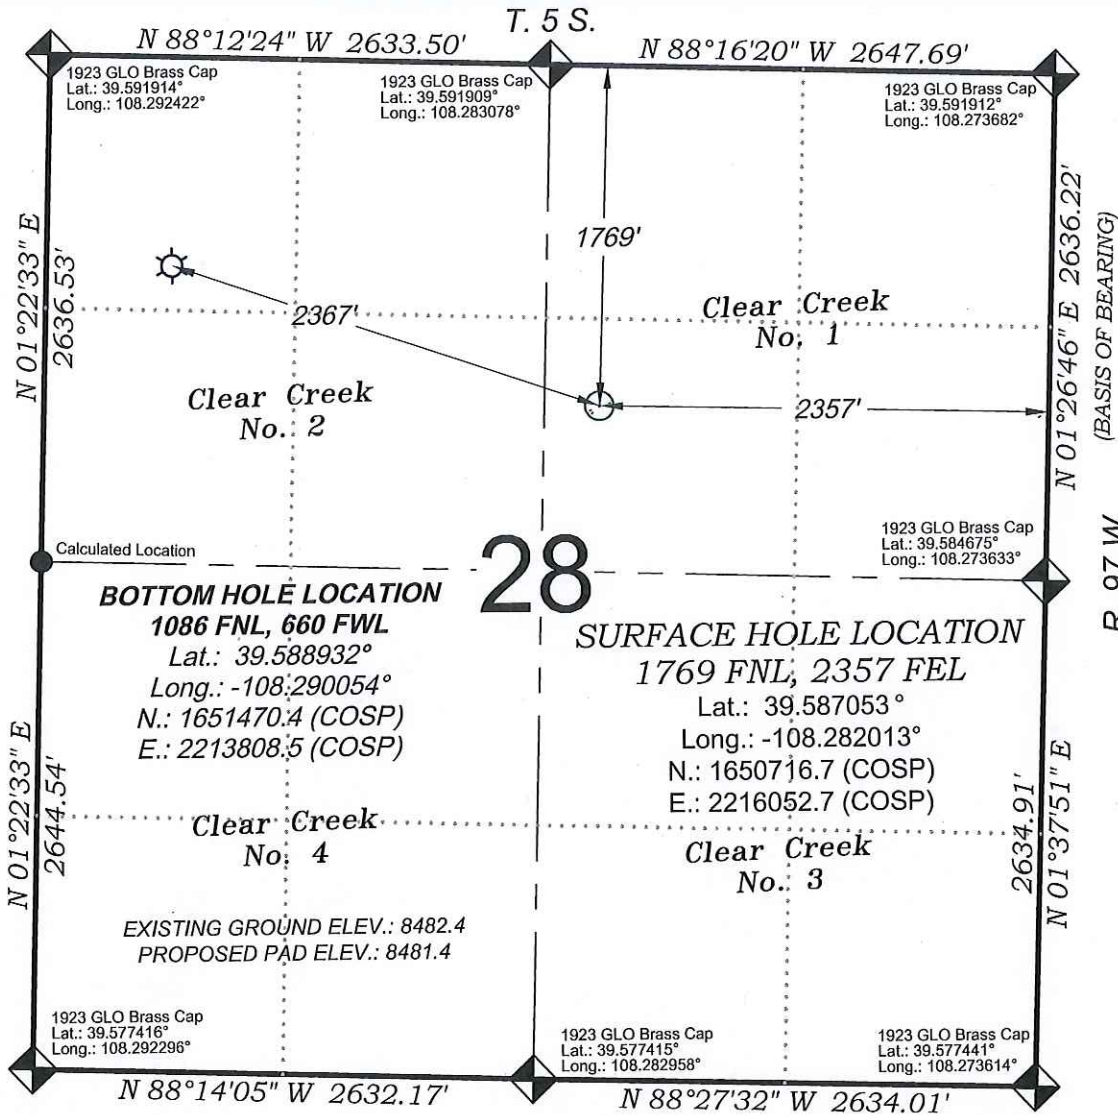 T. 5 S.
N 88°12'24" W 2633.50'
N 88°16'20" W 2647.69'
1923 GLO Brass Cap
Lat.: 39.591914°
Long.: 108.292422°
1923 GLO Brass Cap
Lat.: 39.591909°
Long.: 108.283078°
1923 GLO Brass Cap
Lat.: 39.591912°
Long.: 108.273682°
N 01°22'33" E
2636.53'
1769'
2367'
2357'
Clear Creek
No. 1
Clear Creek
No. 2
N 01°26'46" E 2636.22'
(BASIS OF BEARING)
R. 97 W.
Calculated Location
28
1923 GLO Brass Cap
Lat.: 39.584675°
Long.: 108.273633°
BOTTOM HOLE LOCATION
1086 FNL, 660 FWL
Lat.: 39.588932°
Long.: -108.290054°
N.: 1651470.4 (COSP)
E.: 2213808.5 (COSP)
SURFACE HOLE LOCATION
1769 FNL, 2357 FEL
Lat.: 39.587053°
Long.: -108.282013°
N.: 1650716.7 (COSP)
E.: 2216052.7 (COSP)
N 01°22'33" E
2644.54'
Clear Creek
No. 4
Clear Creek
No. 3
2634.91'
N 01°37'51" E
EXISTING GROUND ELEV.: 8482.4
PROPOSED PAD ELEV.: 8481.4
1923 GLO Brass Cap
Lat.: 39.577416°
Long.: 108.292296°
1923 GLO Brass Cap
Lat.: 39.577415°
Long.: 108.282958°
1923 GLO Brass Cap
Lat.: 39.577441°
Long.: 108.273614°
N 88°14'05" W 2632.17'
N 88°27'32" W 2634.01'